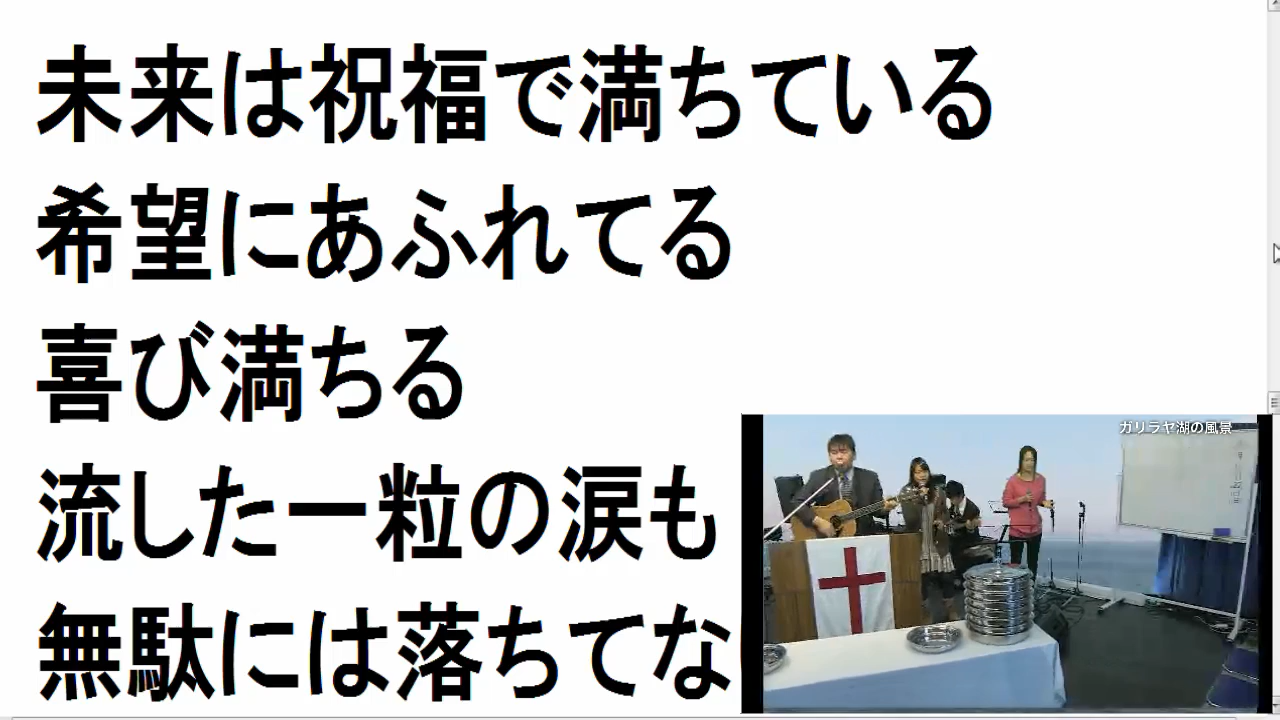 未来は祝福で満ちている
希望にあふれてる
喜び満ちる
流した一粒の涙も
無駄には落ちてな
ガリラヤ湖の風景